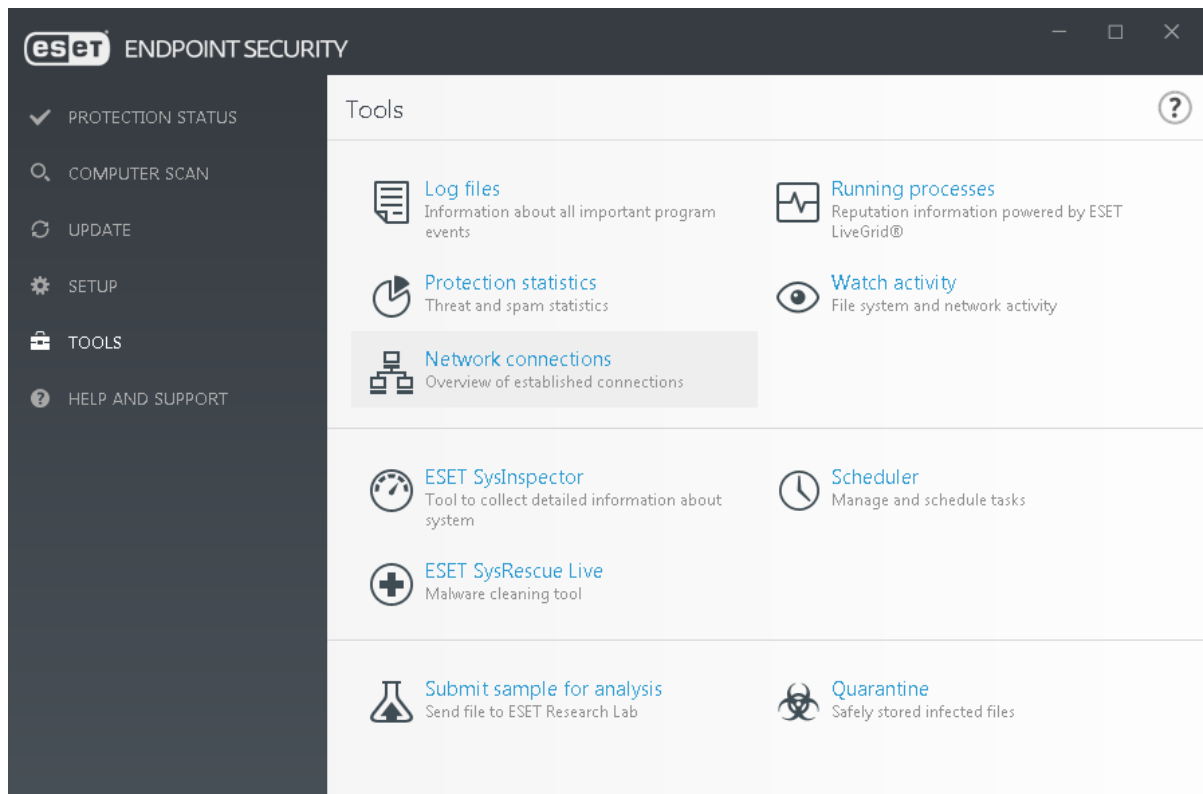 eset ENDPOINT SECURITY
PROTECTION STATUS
COMPUTER SCAN
UPDATE
SETUP
TOOLS
HELP AND SUPPORT
Tools
?
Log files
Information about all important program
events
Running processes
Reputation information powered by ESET
LiveGrid®
Protection statistics
Threat and spam statistics
Watch activity
File system and network activity
Network connections
Overview of established connections
ESET SysInspector
Tool to collect detailed information about
system
Scheduler
Manage and schedule tasks
ESET SysRescue Live
Malware cleaning tool
Submit sample for analysis
Send file to ESET Research Lab
Quarantine
Safely stored infected files